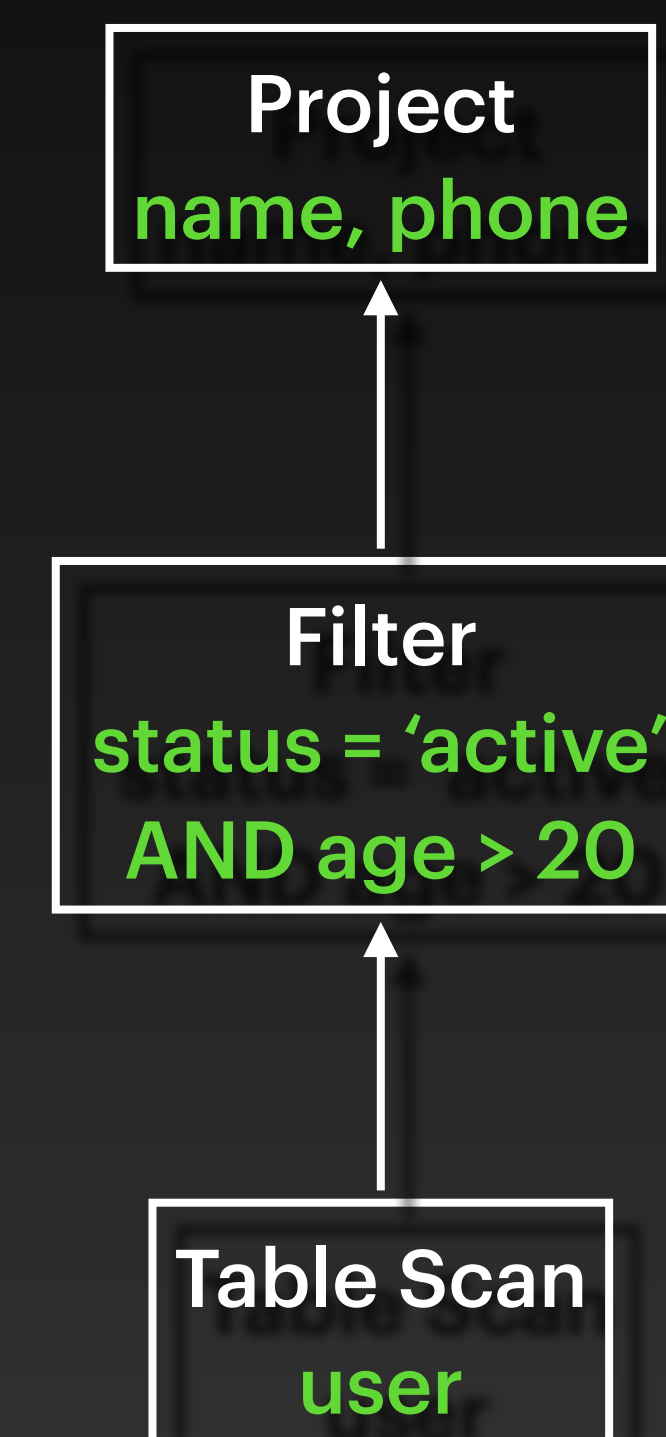 Project
name, phone
Filter
status = ‘active’
AND age > 20
Table Scan
user